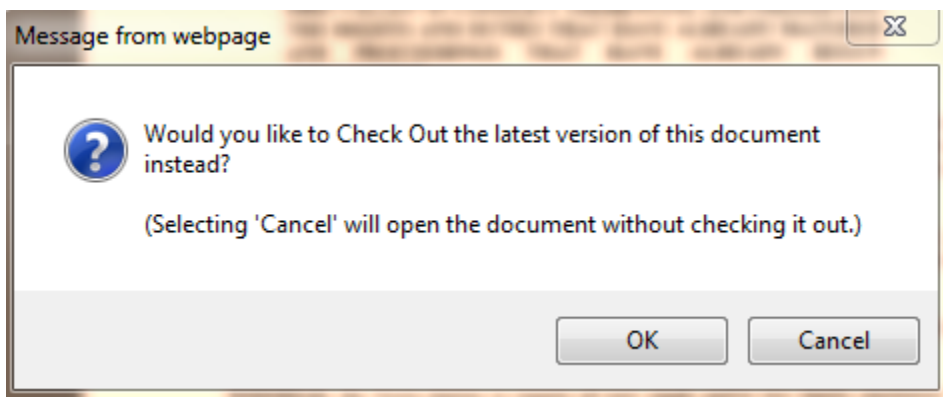 Message from webpage
Would you like to Check Out the latest version of this document
instead?
(Selecting 'Cancel' will open the document without checking it out.)
OK
Cancel